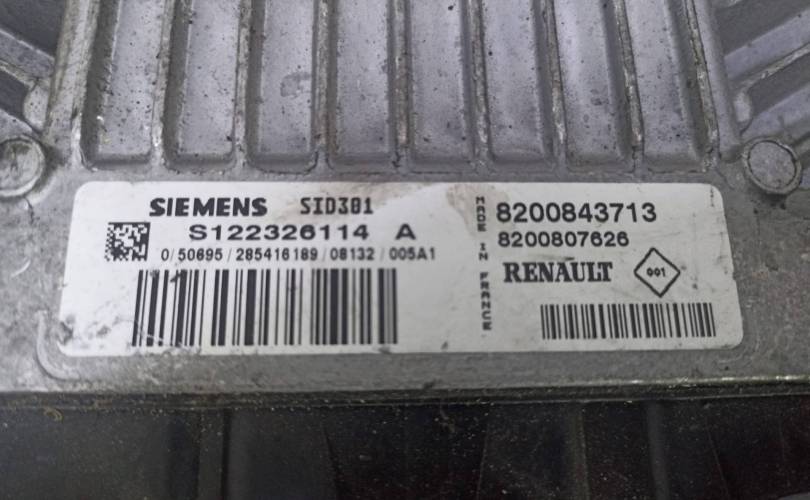 SIEMENS SID301
S122326114 A
0/50695/285416189/08132/005A1
MADE IN FRANCE
8200843713
8200807626
RENAULT 001